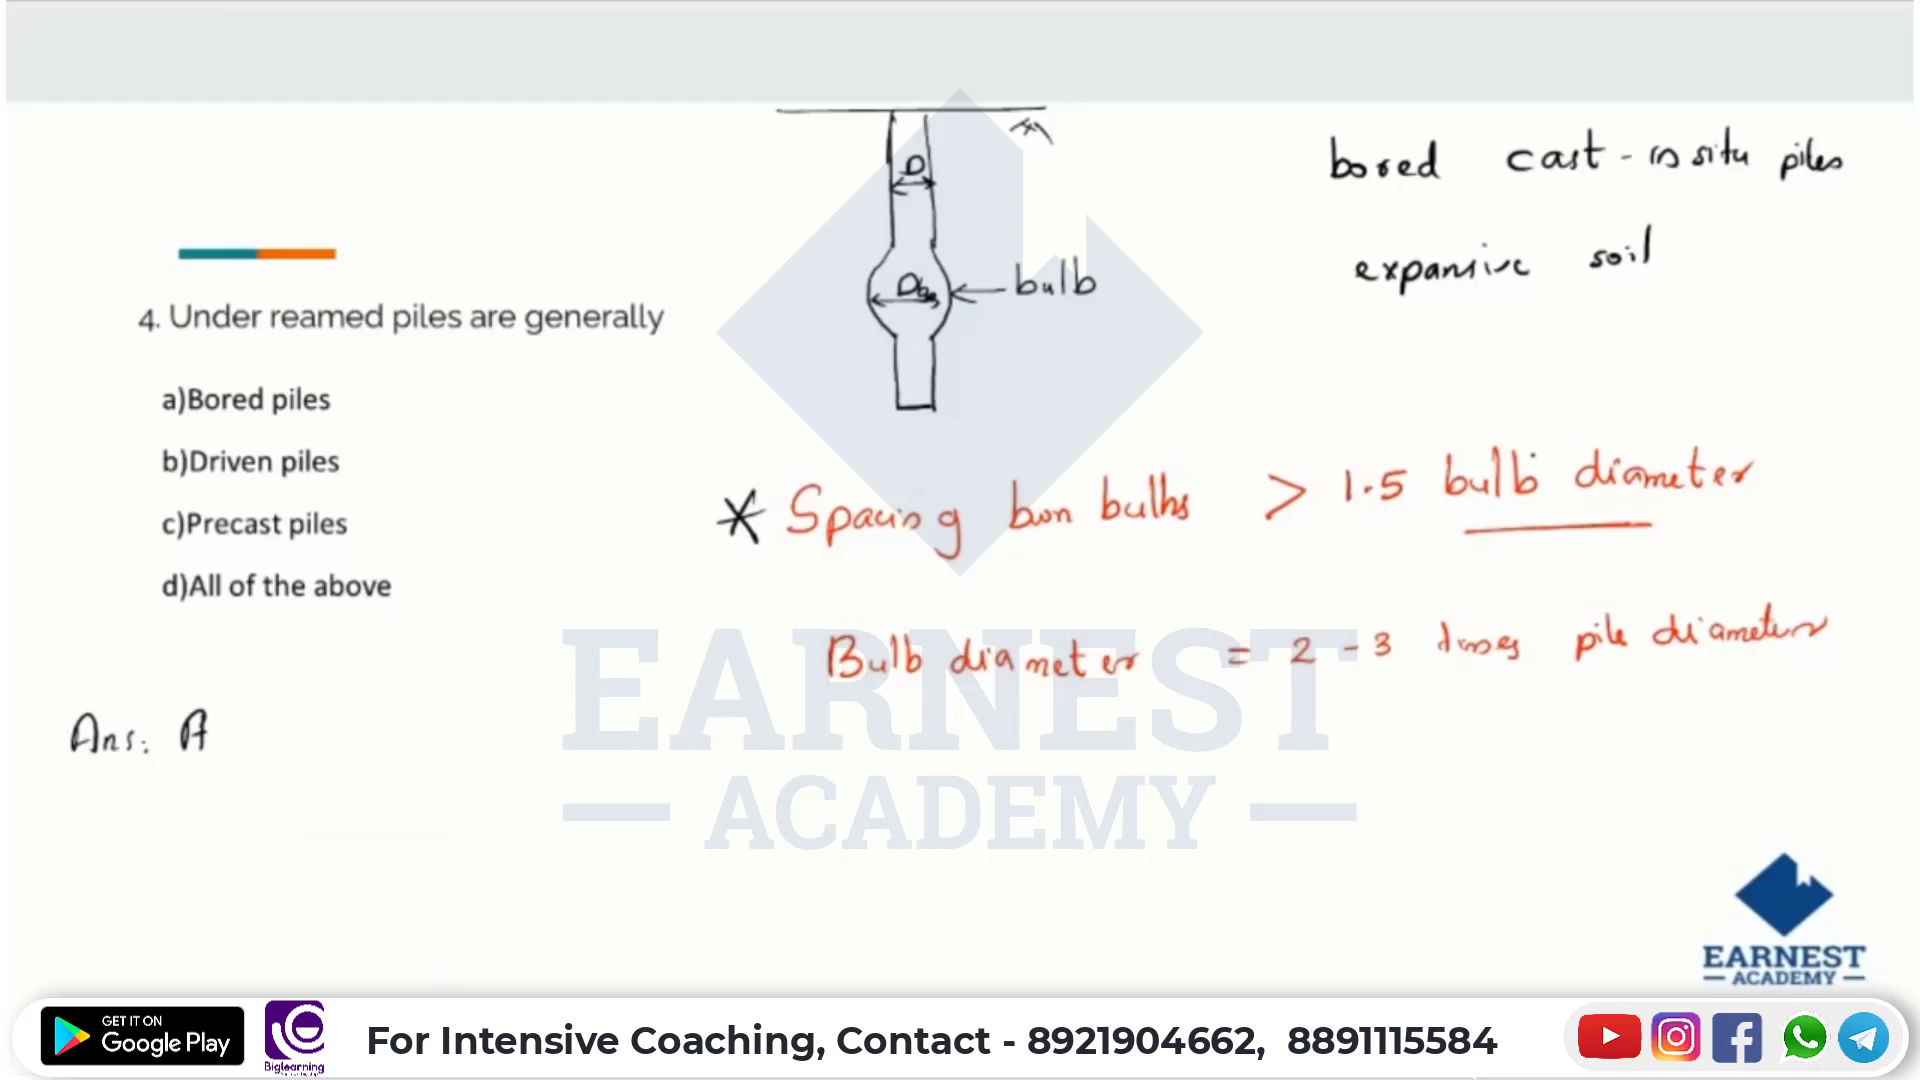 bored cast-in situ piles
expansive soil
D
Db
bulb
4. Under reamed piles are generally
a)Bored piles
b)Driven piles
c)Precast piles
d)All of the above
* Spacing bwn bulbs > 1.5 bulb diameter
Bulb diameter = 2 - 3 times pile diameter
Ans: A
EARNEST
ACADEMY
EARNEST
ACADEMY
GET IT ON
Google Play
Biglearning
For Intensive Coaching, Contact - 8921904662, 8891115584